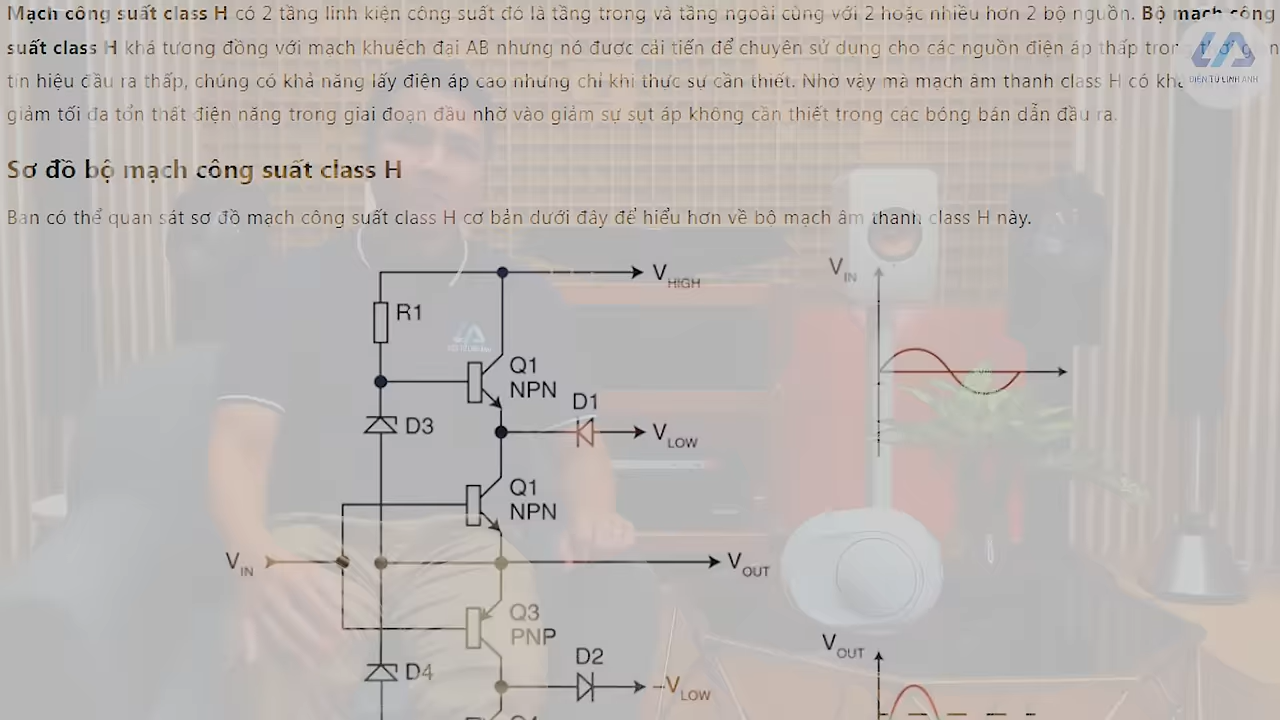 Mạch công suất class H có 2 tầng linh kiện công suất đó là tầng trong và tầng ngoài cùng với 2 hoặc nhiều hơn 2 bộ nguồn. Bộ mạch công
suất class H khá tương đồng với mạch khuếch đại AB nhưng nó được cải tiến để chuyên sử dụng cho các nguồn điện áp thấp
tín hiệu đầu ra thấp, chúng có khả năng lấy điện áp cao nhưng chỉ khi thực sự cần thiết. Nhờ vậy mà mạch âm thanh class H có
ĐIỆN TỬ LINH ANH
giảm tối đa tổn thất điện năng trong giai đoạn đầu nhờ vào giảm sự sụt áp không cần thiết trong các bóng bán dẫn đầu ra.
Sơ đồ bộ mạch công suất class H
Bạn có thể quan sát sơ đồ mạch công suất class H cơ bản dưới đây để hiểu hơn về bộ mạch âm thanh class H này.
VHIGH
VIN
R1
Q1
NPN
D1
D3
VLOW
Q1
NPN
VIN
VOUT
Q3
PNP
D2
VOUT
D4
-VLOW